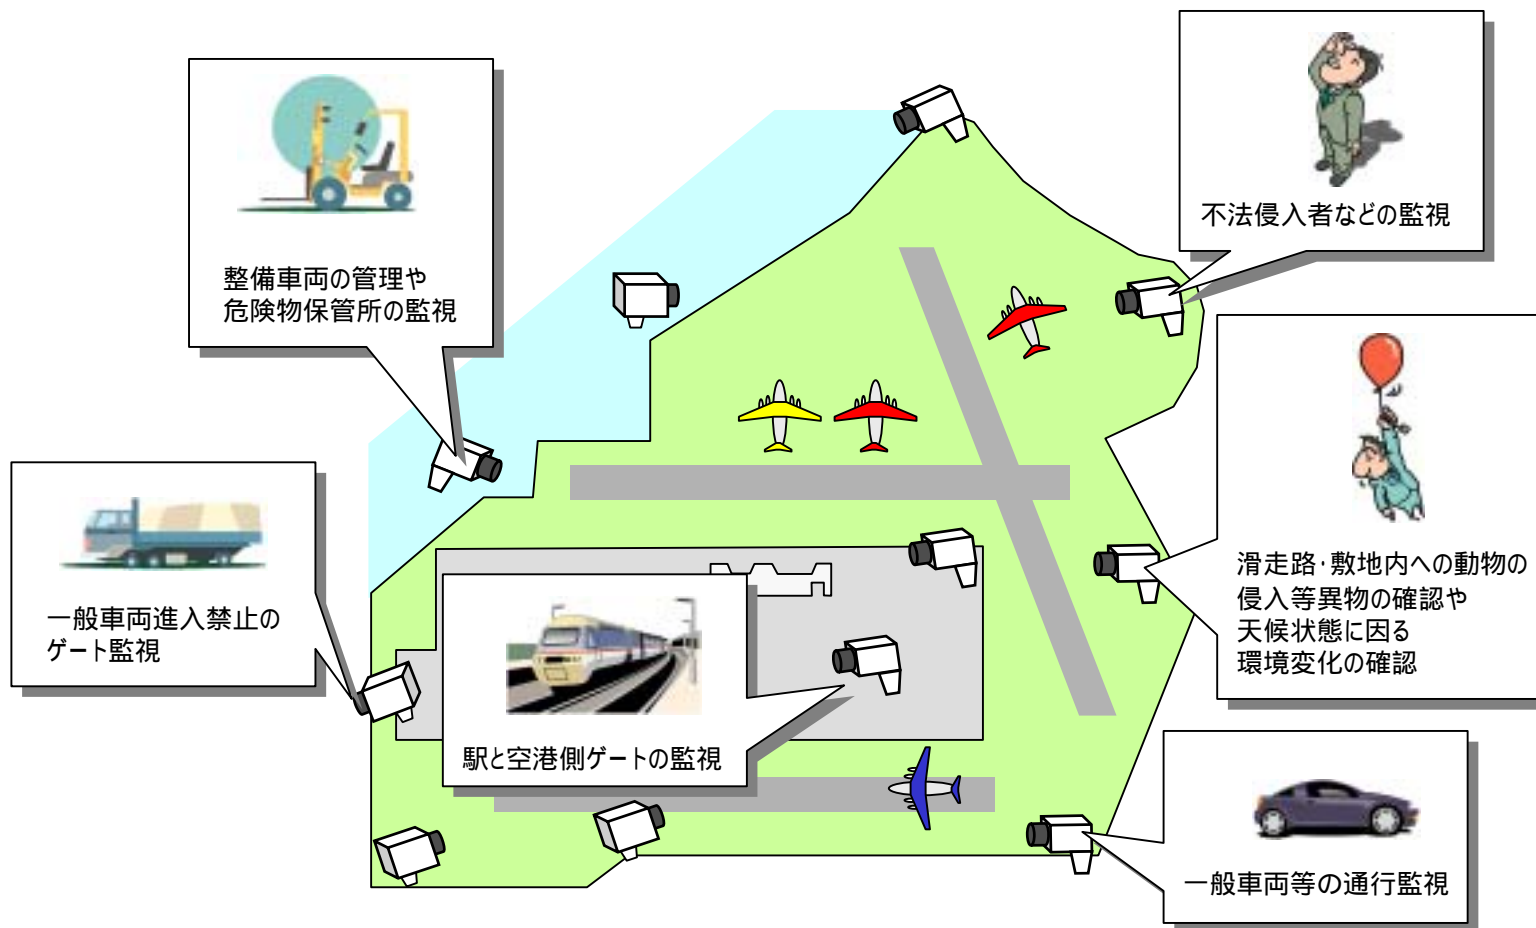 不法侵入者などの監視
整備車両の管理や
危険物保管所の監視
滑走路･敷地内への動物の
侵入等異物の確認や
天候状態に因る
環境変化の確認
一般車両進入禁止の
ゲート監視
駅と空港側ゲートの監視
一般車両等の通行監視